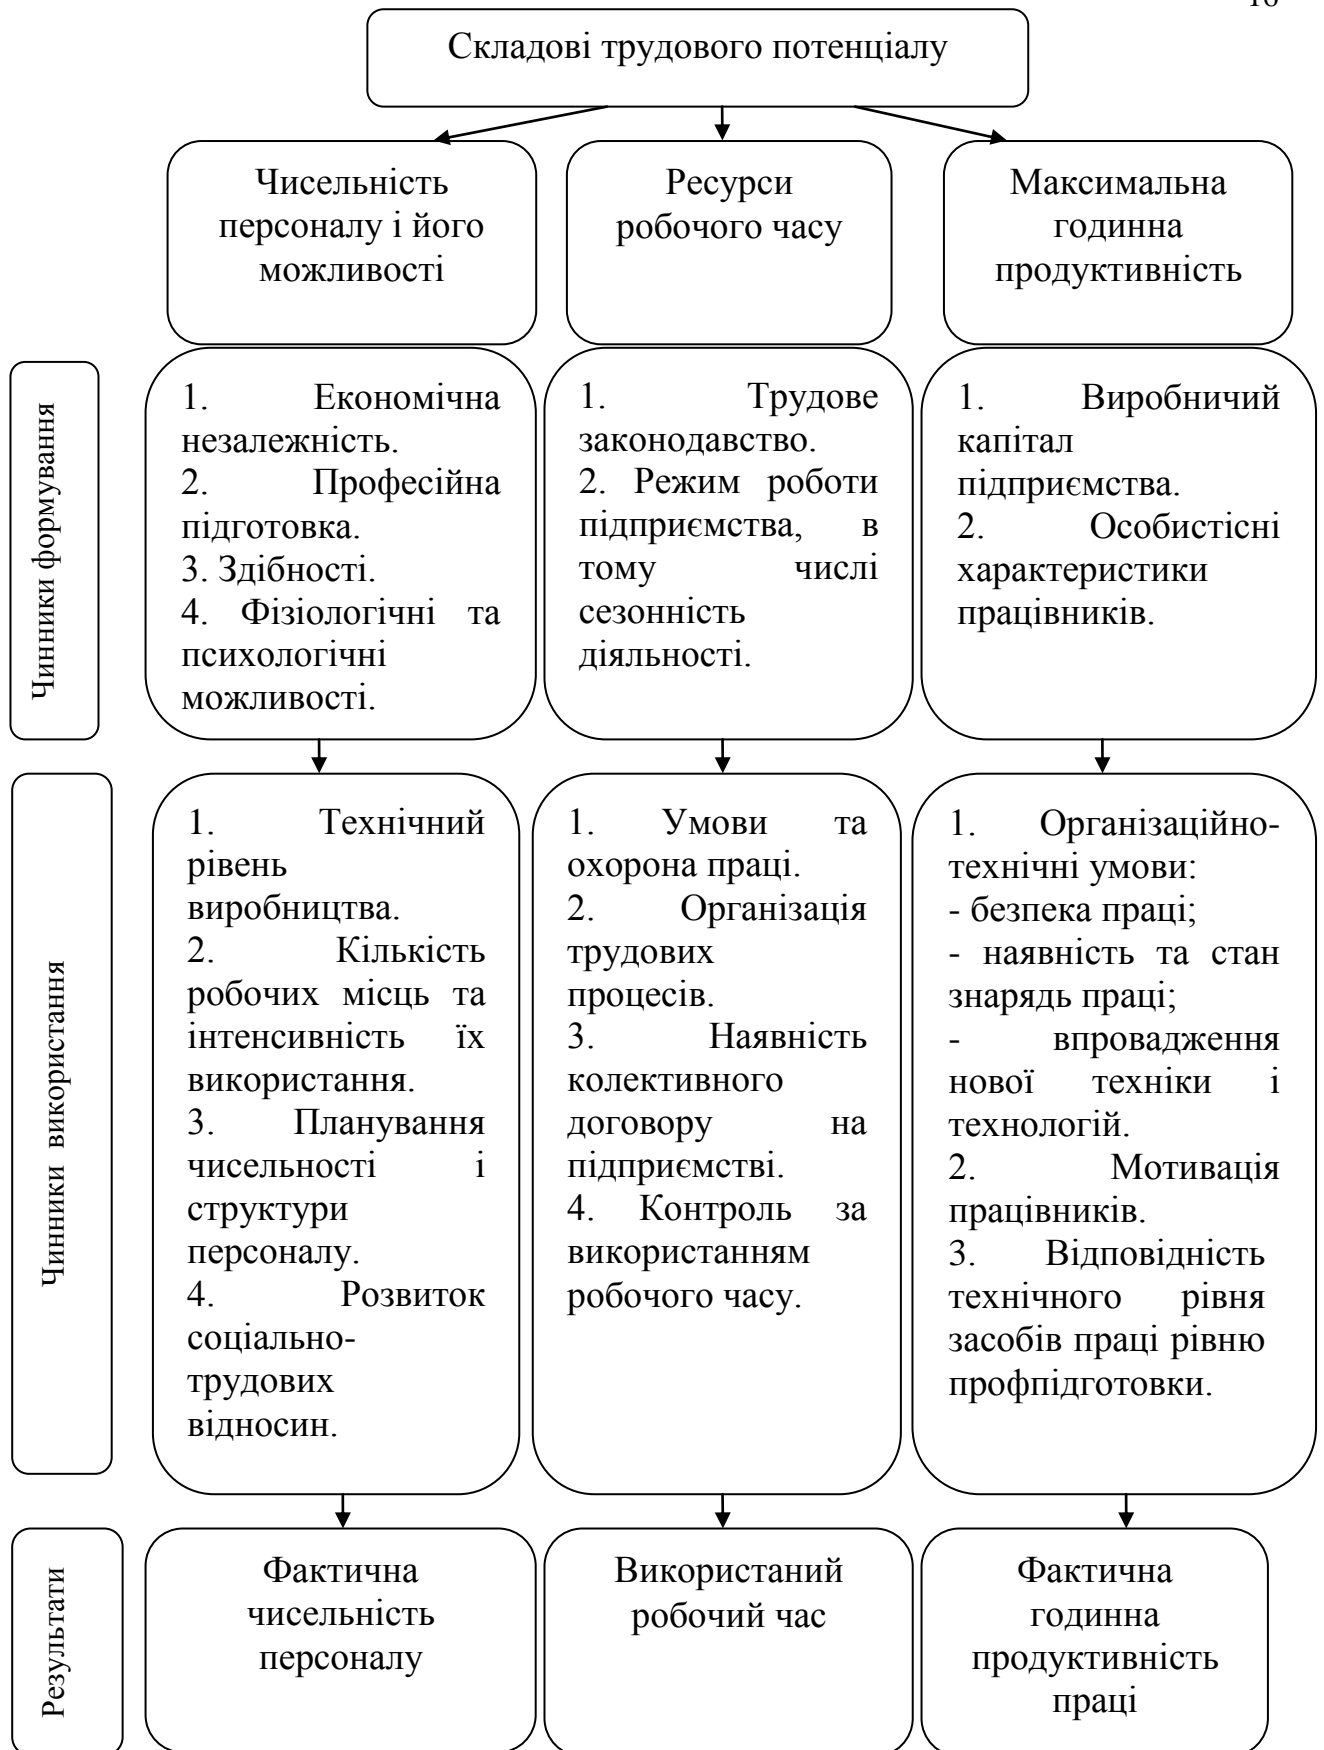 Складові трудового потенціалу
Чисельність
персоналу і його
можливості
Ресурси
робочого часу
Максимальна
годинна
продуктивність
Чинники формування
1. Економічна
незалежність.
2. Професійна
підготовка.
3. Здібності.
4. Фізіологічні та
психологічні
можливості.
1. Трудове
законодавство.
2. Режим роботи
підприємства, в
тому числі
сезонність
діяльності.
1. Виробничий
капітал
підприємства.
2. Особистісні
характеристики
працівників.
Чинники використання
1. Технічний
рівень
виробництва.
2. Кількість
робочих місць та
інтенсивність їх
використання.
3. Планування
чисельності і
структури
персоналу.
4. Розвиток
соціально-
трудових
відносин.
1. Умови та
охорона праці.
2. Організація
трудових
процесів.
3. Наявність
колективного
договору на
підприємстві.
4. Контроль за
використанням
робочого часу.
1. Організаційно-
технічні умови:
- безпека праці;
- наявність та стан
знарядь праці;
- впровадження
нової техніки і
технологій.
2. Мотивація
працівників.
3. Відповідність
технічного рівня
засобів праці рівню
профпідготовки.
Результати
Фактична
чисельність
персоналу
Використаний
робочий час
Фактична
годинна
продуктивність
праці